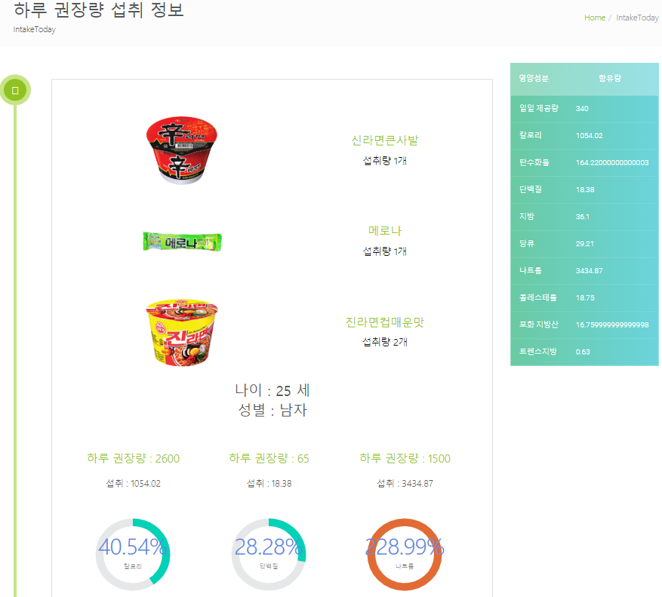 하루 권장량 섭취 정보
IntakeToday
Home / IntakeToday
辛
신라면큰사발
섭취량 1개
메로나
메로나
섭취량 1개
진라면
진라면컵매운맛
섭취량 2개
나이 : 25 세
성별 : 남자
하루 권장량 : 2600
섭취 : 1054.02
40.54%
칼로리
하루 권장량 : 65
섭취 : 18.38
28.28%
단백질
하루 권장량 : 1500
섭취 : 3434.87
228.99%
나트륨
영양성분 함유량
일일 제공량 340
칼로리 1054.02
탄수화물 164.22000000000003
단백질 18.38
지방 36.1
당류 29.21
나트륨 3434.87
콜레스테롤 18.75
포화 지방산 16.759999999999998
트랜스지방 0.63